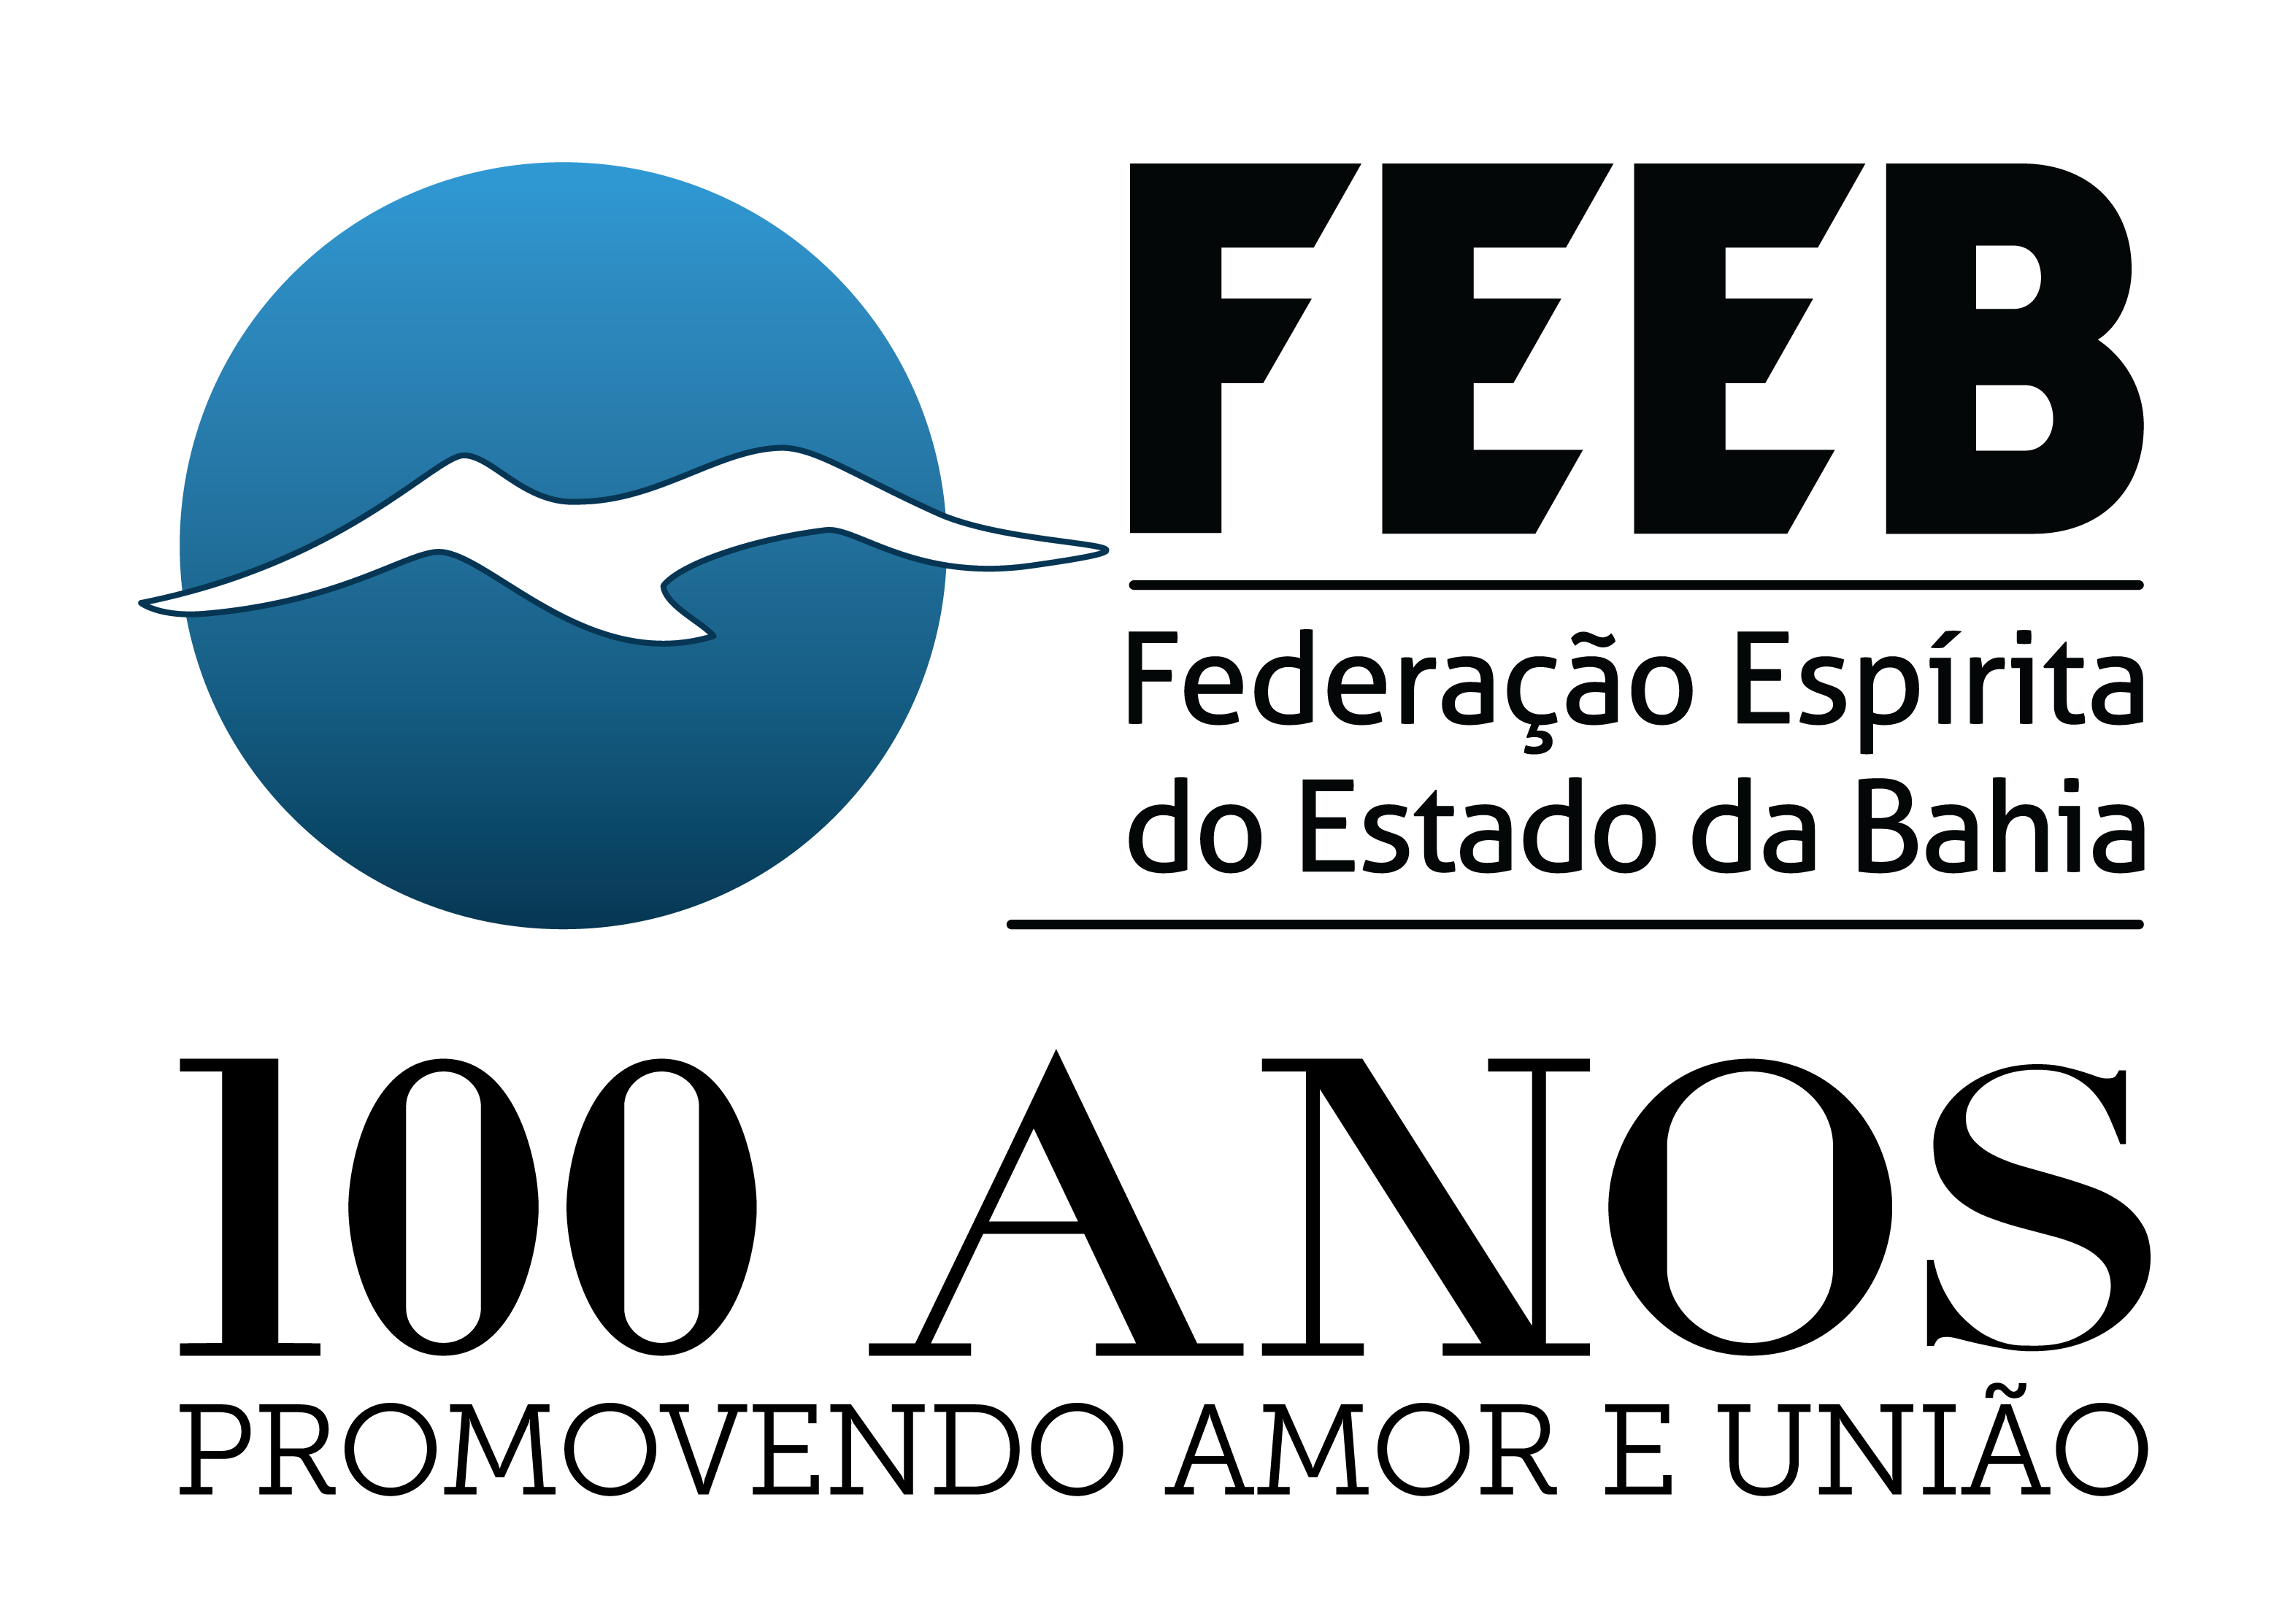 FEEB
Federação Espírita
do Estado da Bahia
100 ANOS
PROMOVENDO AMOR E UNIÃO